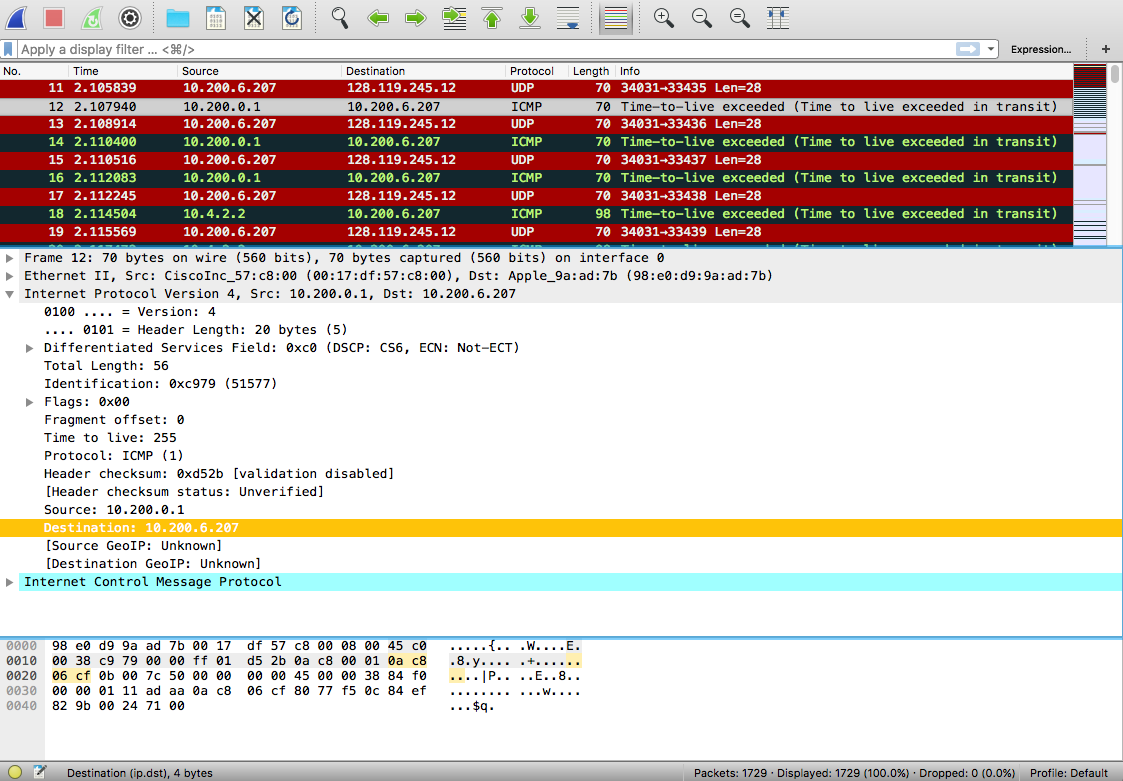 Apply a display filter ... <⌘/> Expression... +
No. Time Source Destination Protocol Length Info
11 2.105839 10.200.6.207 128.119.245.12 UDP 70 34031→33435 Len=28
12 2.107940 10.200.0.1 10.200.6.207 ICMP 70 Time-to-live exceeded (Time to live exceeded in transit)
13 2.108914 10.200.6.207 128.119.245.12 UDP 70 34031→33436 Len=28
14 2.110400 10.200.0.1 10.200.6.207 ICMP 70 Time-to-live exceeded (Time to live exceeded in transit)
15 2.110516 10.200.6.207 128.119.245.12 UDP 70 34031→33437 Len=28
16 2.112083 10.200.0.1 10.200.6.207 ICMP 70 Time-to-live exceeded (Time to live exceeded in transit)
17 2.112245 10.200.6.207 128.119.245.12 UDP 70 34031→33438 Len=28
18 2.114504 10.4.2.2 10.200.6.207 ICMP 98 Time-to-live exceeded (Time to live exceeded in transit)
19 2.115569 10.200.6.207 128.119.245.12 UDP 70 34031→33439 Len=28
Frame 12: 70 bytes on wire (560 bits), 70 bytes captured (560 bits) on interface 0
Ethernet II, Src: CiscoInc_57:c8:00 (00:17:df:57:c8:00), Dst: Apple_9a:ad:7b (98:e0:d9:9a:ad:7b)
Internet Protocol Version 4, Src: 10.200.0.1, Dst: 10.200.6.207
0100 .... = Version: 4
.... 0101 = Header Length: 20 bytes (5)
Differentiated Services Field: 0xc0 (DSCP: CS6, ECN: Not-ECT)
Total Length: 56
Identification: 0xc979 (51577)
Flags: 0x00
Fragment offset: 0
Time to live: 255
Protocol: ICMP (1)
Header checksum: 0xd52b [validation disabled]
[Header checksum status: Unverified]
Source: 10.200.0.1
Destination: 10.200.6.207
[Source GeoIP: Unknown]
[Destination GeoIP: Unknown]
Internet Control Message Protocol
0000 98 e0 d9 9a ad 7b 00 17 df 57 c8 00 08 00 45 c0 .....{.. .W....E.
0010 00 38 c9 79 00 00 ff 01 d5 2b 0a c8 00 01 0a c8 .8.y.... .+......
0020 06 cf 0b 00 7c 50 00 00 00 00 45 00 00 38 84 f0 ....|P.. ..E..8..
0030 00 00 01 11 ad aa 0a c8 06 cf 80 77 f5 0c 84 ef ........ ...w....
0040 82 9b 00 24 71 00 ...$q.
Destination (ip.dst), 4 bytes Packets: 1729 · Displayed: 1729 (100.0%) · Dropped: 0 (0.0%) Profile: Default